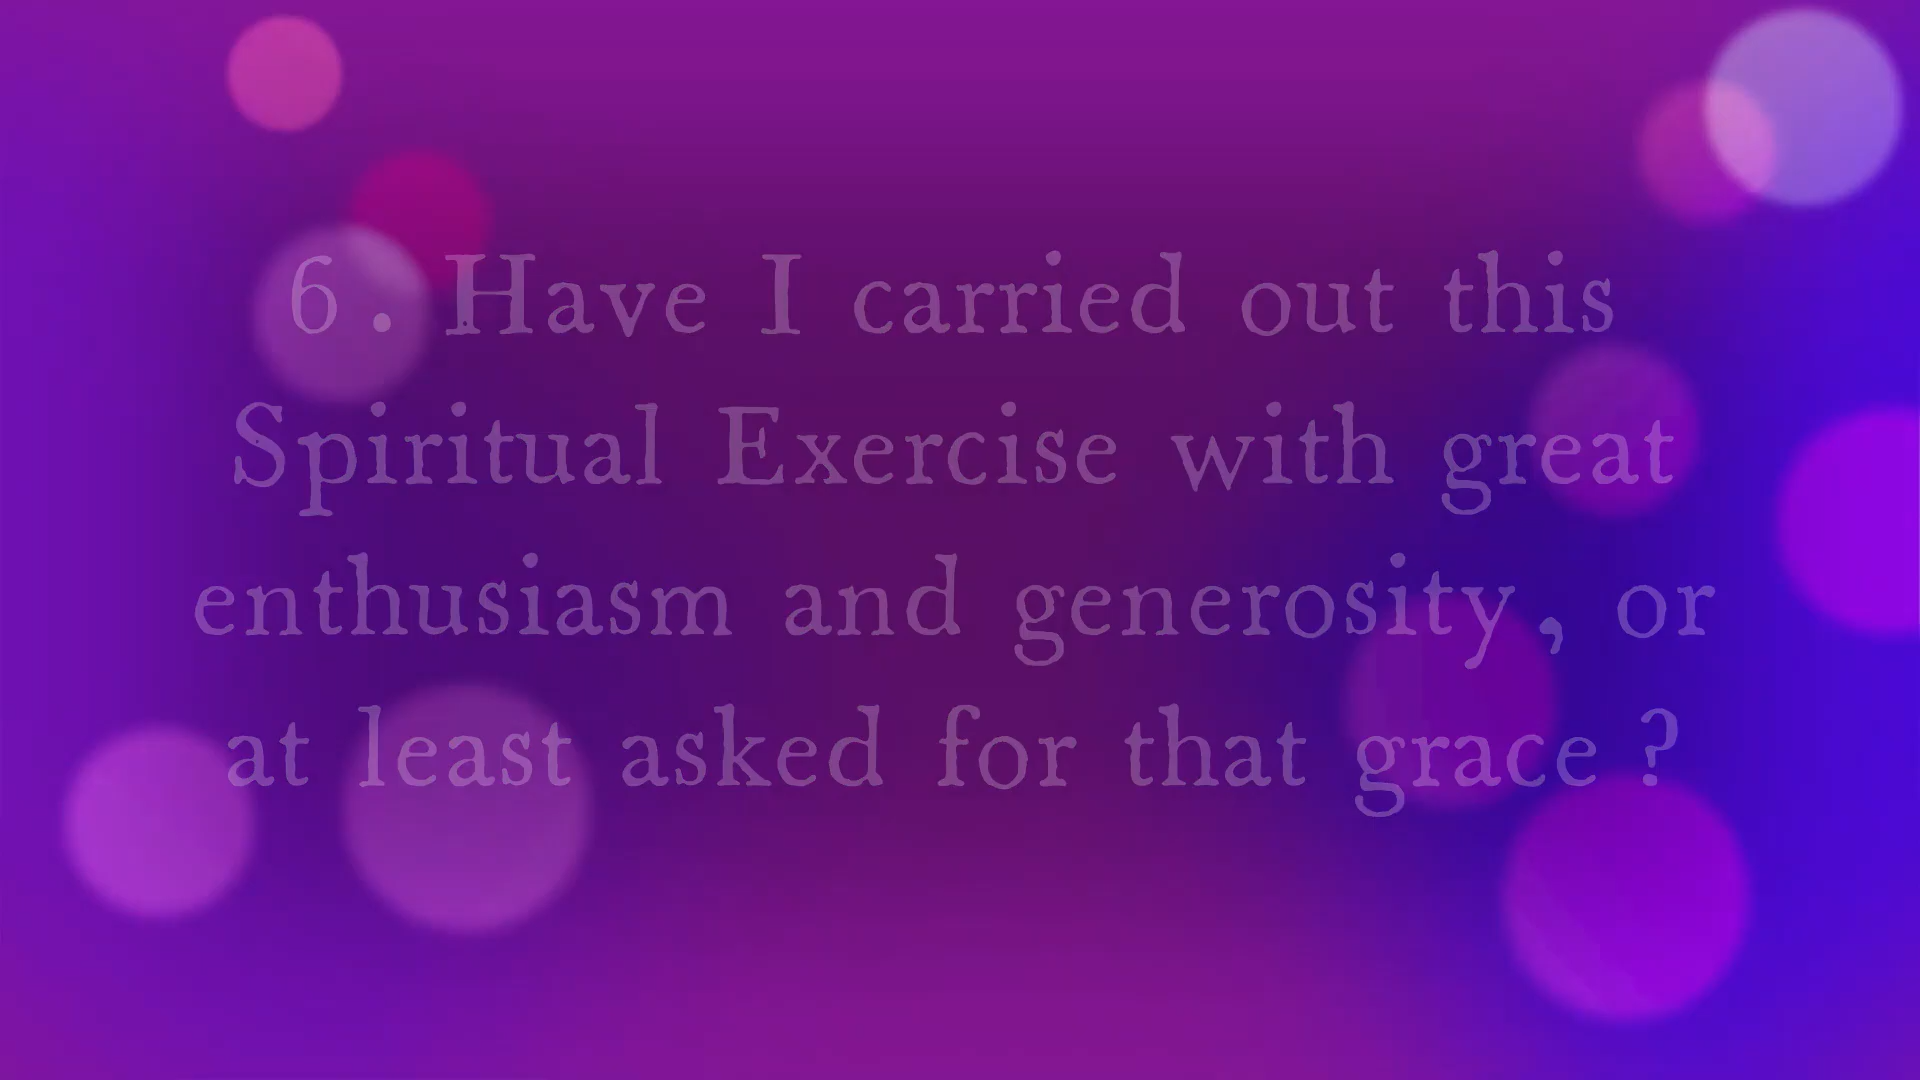 6. Have I carried out this
Spiritual Exercise with great
enthusiasm and generosity, or
at least asked for that grace?